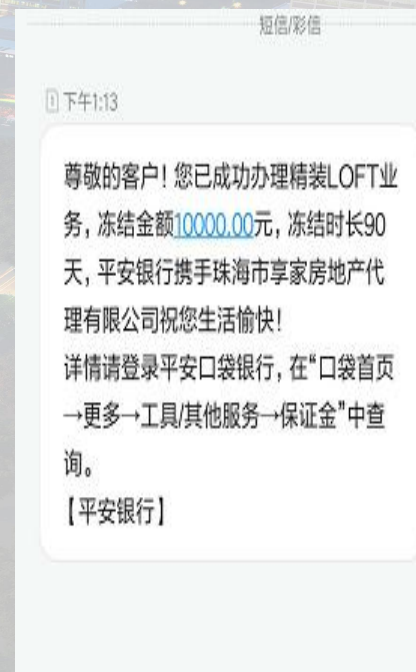 短信/彩信
下午1:13
尊敬的客户！您已成功办理精装LOFT业
务，冻结金额10000.00元，冻结时长90
天，平安银行携手珠海市享家房地产代
理有限公司祝您生活愉快！
详情请登录平安口袋银行，在“口袋首页
→更多→工具/其他服务→保证金”中查
询。
【平安银行】